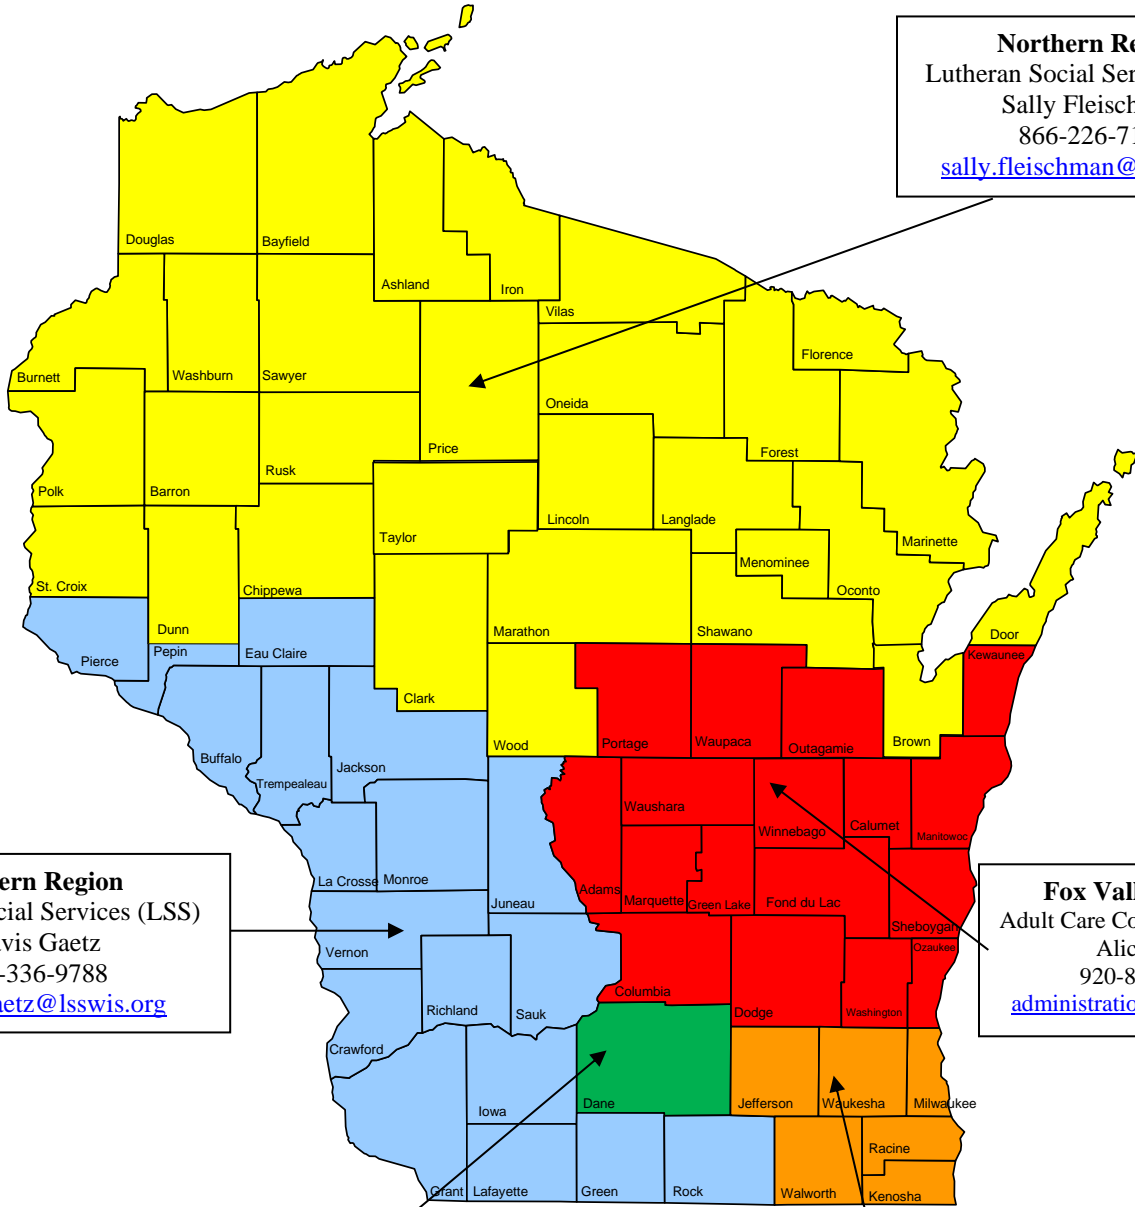 Northern Re
Lutheran Social Ser
Sally Fleisch
866-226-71
sally.fleischman@
Douglas
Bayfield
Ashland
Iron
Vilas
Florence
Burnett
Washburn
Sawyer
Oneida
Price
Forest
Rusk
Polk
Barron
Lincoln
Langlade
Taylor
Marinette
Menominee
St. Croix
Chippewa
Oconto
Dunn
Marathon
Shawano
Door
Pepin
Eau Claire
Kewaunee
Pierce
Clark
Wood
Portage
Waupaca
Outagamie
Brown
Buffalo
Jackson
Trempealeau
Waushara
Winnebago
Calumet
Manitowoc
La Crosse
Monroe
Adams
Marquette
Green Lake
Fond du Lac
Juneau
Sheboygan
ern Region
cial Services (LSS)
vis Gaetz
-336-9788
aetz@lsswis.org
Fox Vall
Adult Care Co
Alic
920-8
administratio
Vernon
Ozaukee
Columbia
Richland
Sauk
Dodge
Washington
Crawford
Iowa
Dane
Jefferson
Waukesha
Milwaukee
Racine
Grant
Lafayette
Green
Rock
Walworth
Kenosha